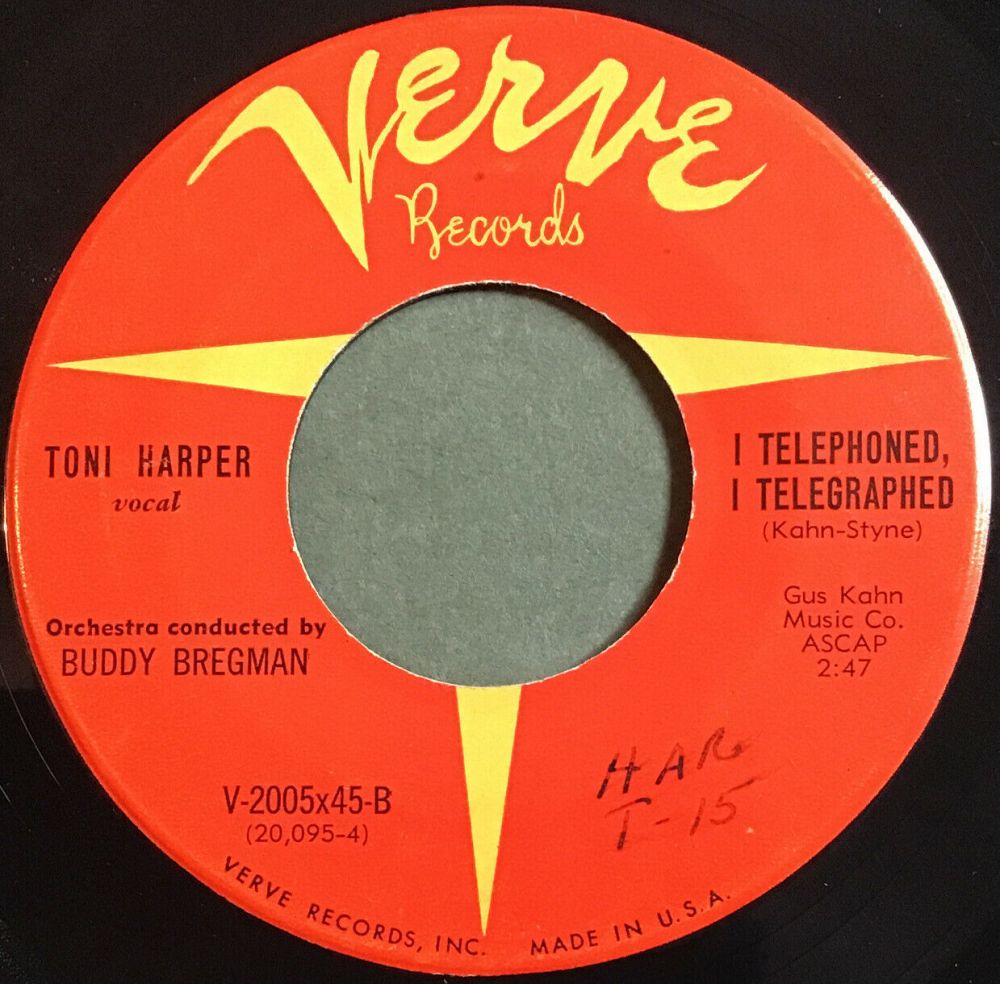 Verve
Records
TONI HARPER
vocal
Orchestra conducted by
BUDDY BREGMAN
I TELEPHONED,
I TELEGRAPHED
(Kahn-Styne)
Gus Kahn
Music Co.
ASCAP
2:47
V-2005x45-B
(20,095-4)
HAR
T-15
VERVE RECORDS, INC. MADE IN U.S.A.